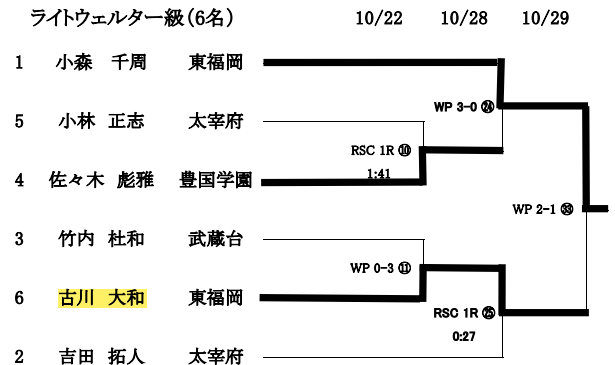 ライトウェルター級(6名) 10/22 10/28 10/29
1 小森 千周 東福岡
WP 3-0 ㉔
5 小林 正志 太宰府
RSC 1R ⑩
1:41
4 佐々木 彪雅 豊国学園
WP 2-1 ㉝
3 竹内 杜和 武蔵台
WP 0-3 ⑪
6 古川 大和 東福岡
RSC 1R ㉕
0:27
2 吉田 拓人 太宰府